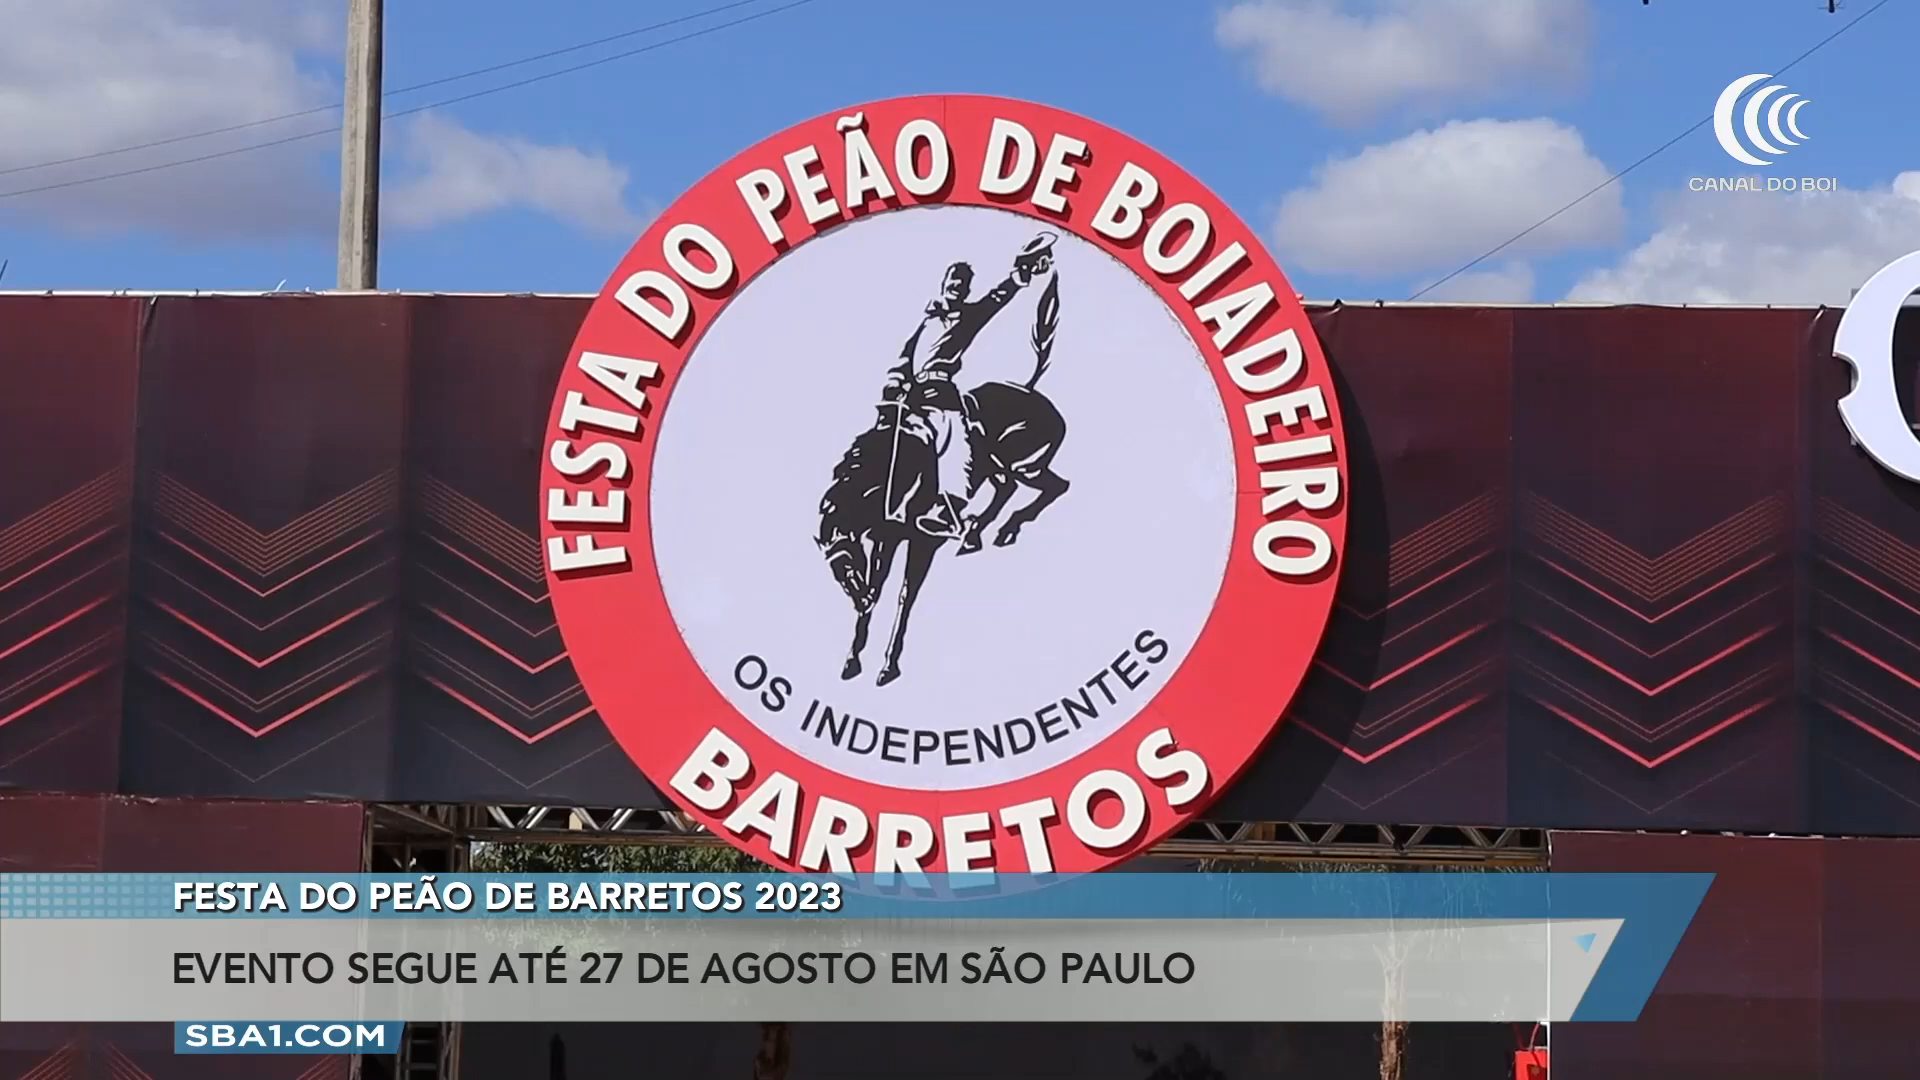 CANAL DO BOI
FESTA DO PEÃO DE BOIADEIRO
OS INDEPENDENTES
BARRETOS
FESTA DO PEÃO DE BARRETOS 2023
EVENTO SEGUE ATÉ 27 DE AGOSTO EM SÃO PAULO
SBA1.COM